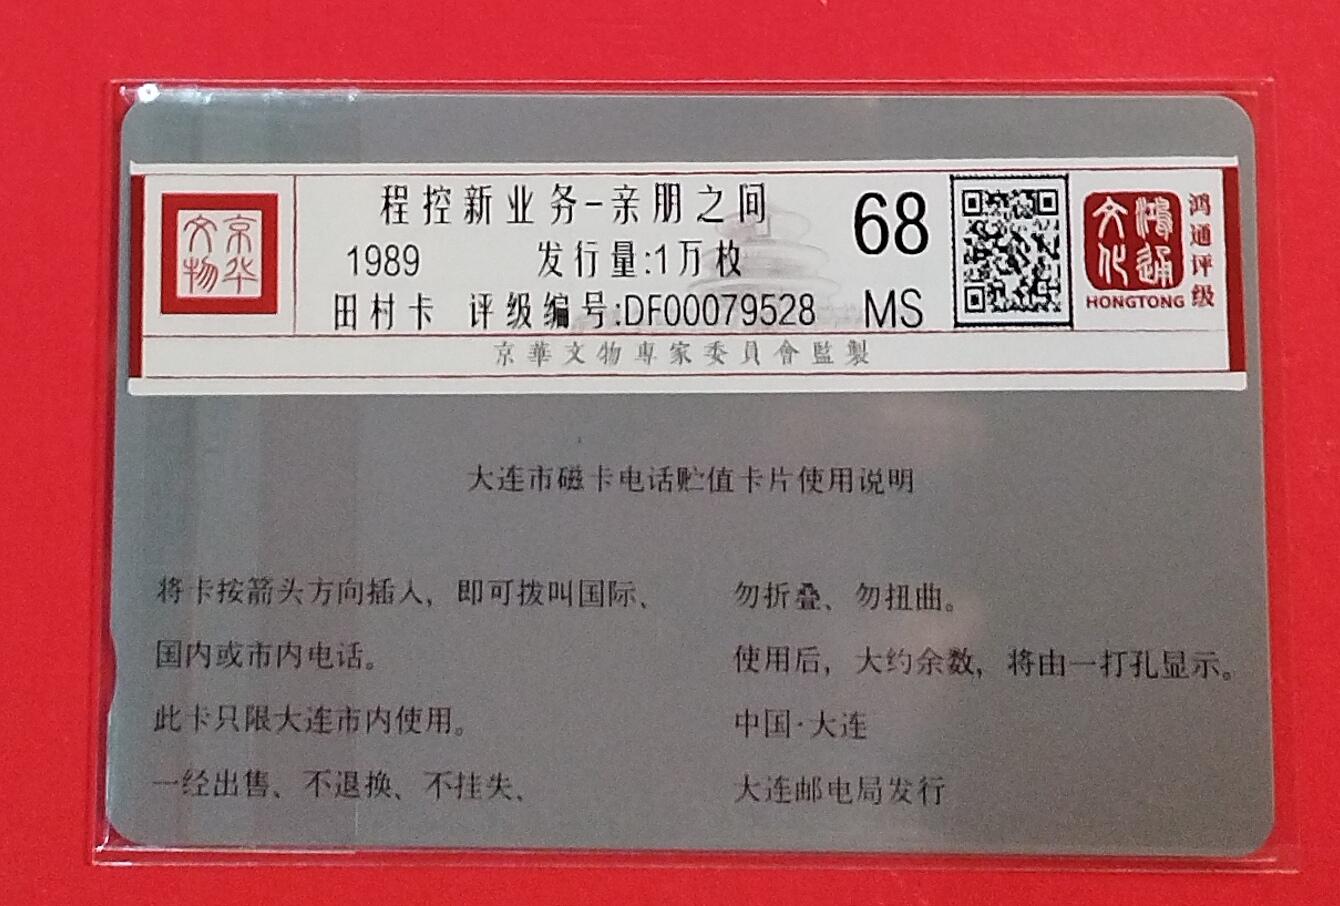 京华
文物
程控新业务-亲朋之间
1989 发行量:1万枚
田村卡 评级编号:DF00079528
68
MS
鸿通
文化
HONGTONG
鸿通评级
京華文物專家委員會監製
大连市磁卡电话贮值卡片使用说明
将卡按箭头方向插入，即可拨叫国际、
国内或市内电话。
此卡只限大连市内使用。
一经出售、不退换、不挂失、
勿折叠、勿扭曲。
使用后，大约余数，将由一打孔显示。
中国·大连
大连邮电局发行